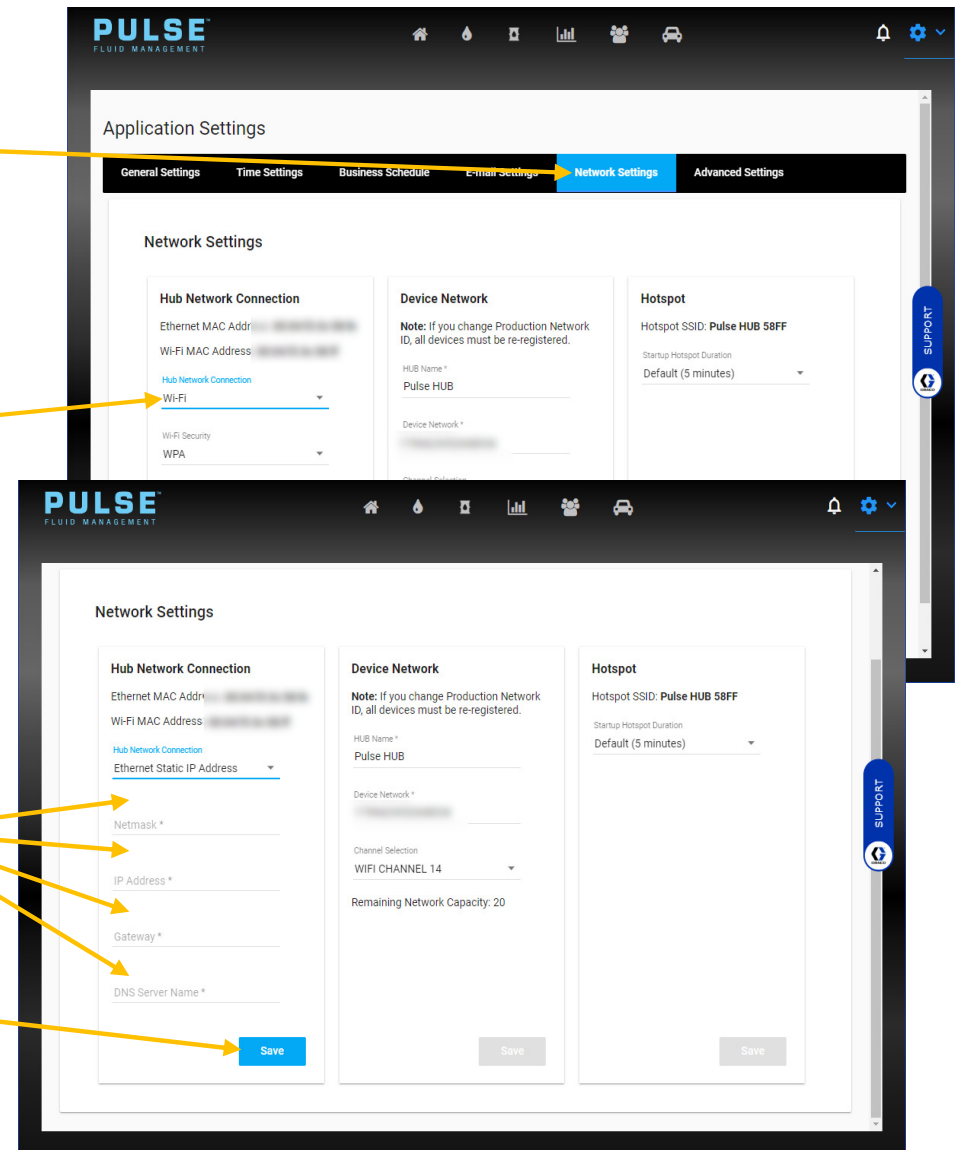 PULSE™
FLUID MANAGEMENT
Application Settings
General Settings Time Settings Business Schedule E-mail Settings Network Settings Advanced Settings
Network Settings
Hub Network Connection
Ethernet MAC Addr
Wi-Fi MAC Address
Hub Network Connection
Wi-Fi
Wi-Fi Security
WPA
Device Network
Note: If you change Production Network
ID, all devices must be re-registered.
HUB Name *
Pulse HUB
Device Network *
Channel Selection
Hotspot
Hotspot SSID: Pulse HUB 58FF
Startup Hotspot Duration
Default (5 minutes)
SUPPORT
GRACO
PULSE™
FLUID MANAGEMENT
Network Settings
Hub Network Connection
Ethernet MAC Addr
Wi-Fi MAC Address
Hub Network Connection
Ethernet Static IP Address
Netmask *
IP Address *
Gateway *
DNS Server Name *
Save
Device Network
Note: If you change Production Network
ID, all devices must be re-registered.
HUB Name *
Pulse HUB
Device Network *
Channel Selection
WIFI CHANNEL 14
Remaining Network Capacity: 20
Save
Hotspot
Hotspot SSID: Pulse HUB 58FF
Startup Hotspot Duration
Default (5 minutes)
Save
SUPPORT
GRACO